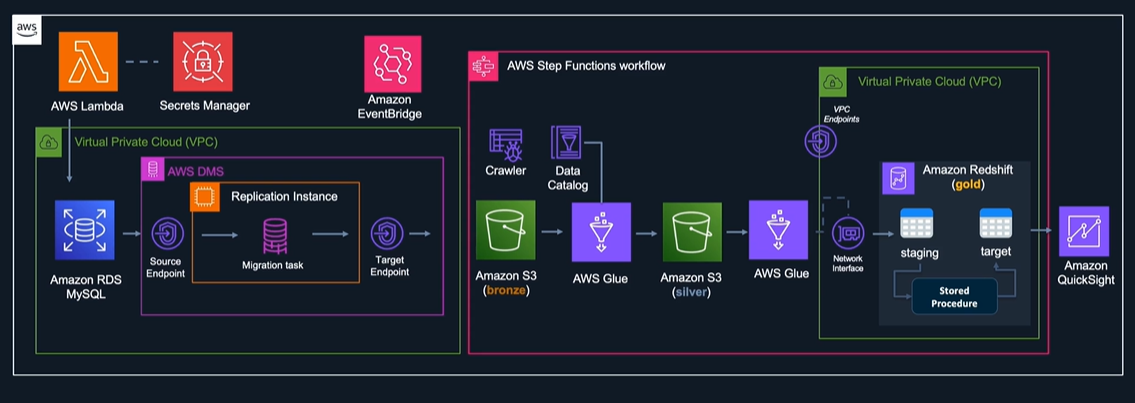 aws
AWS Lambda
Secrets Manager
Amazon
EventBridge
Virtual Private Cloud (VPC)
AWS DMS
Replication Instance
Amazon RDS
MySQL
Source
Endpoint
Migration task
Target
Endpoint
AWS Step Functions workflow
Crawler
Data
Catalog
Amazon S3
(bronze)
AWS Glue
Amazon S3
(silver)
AWS Glue
Virtual Private Cloud (VPC)
VPC
Endpoints
Network
Interface
Amazon Redshift
(gold)
staging
target
Stored
Procedure
Amazon
QuickSight